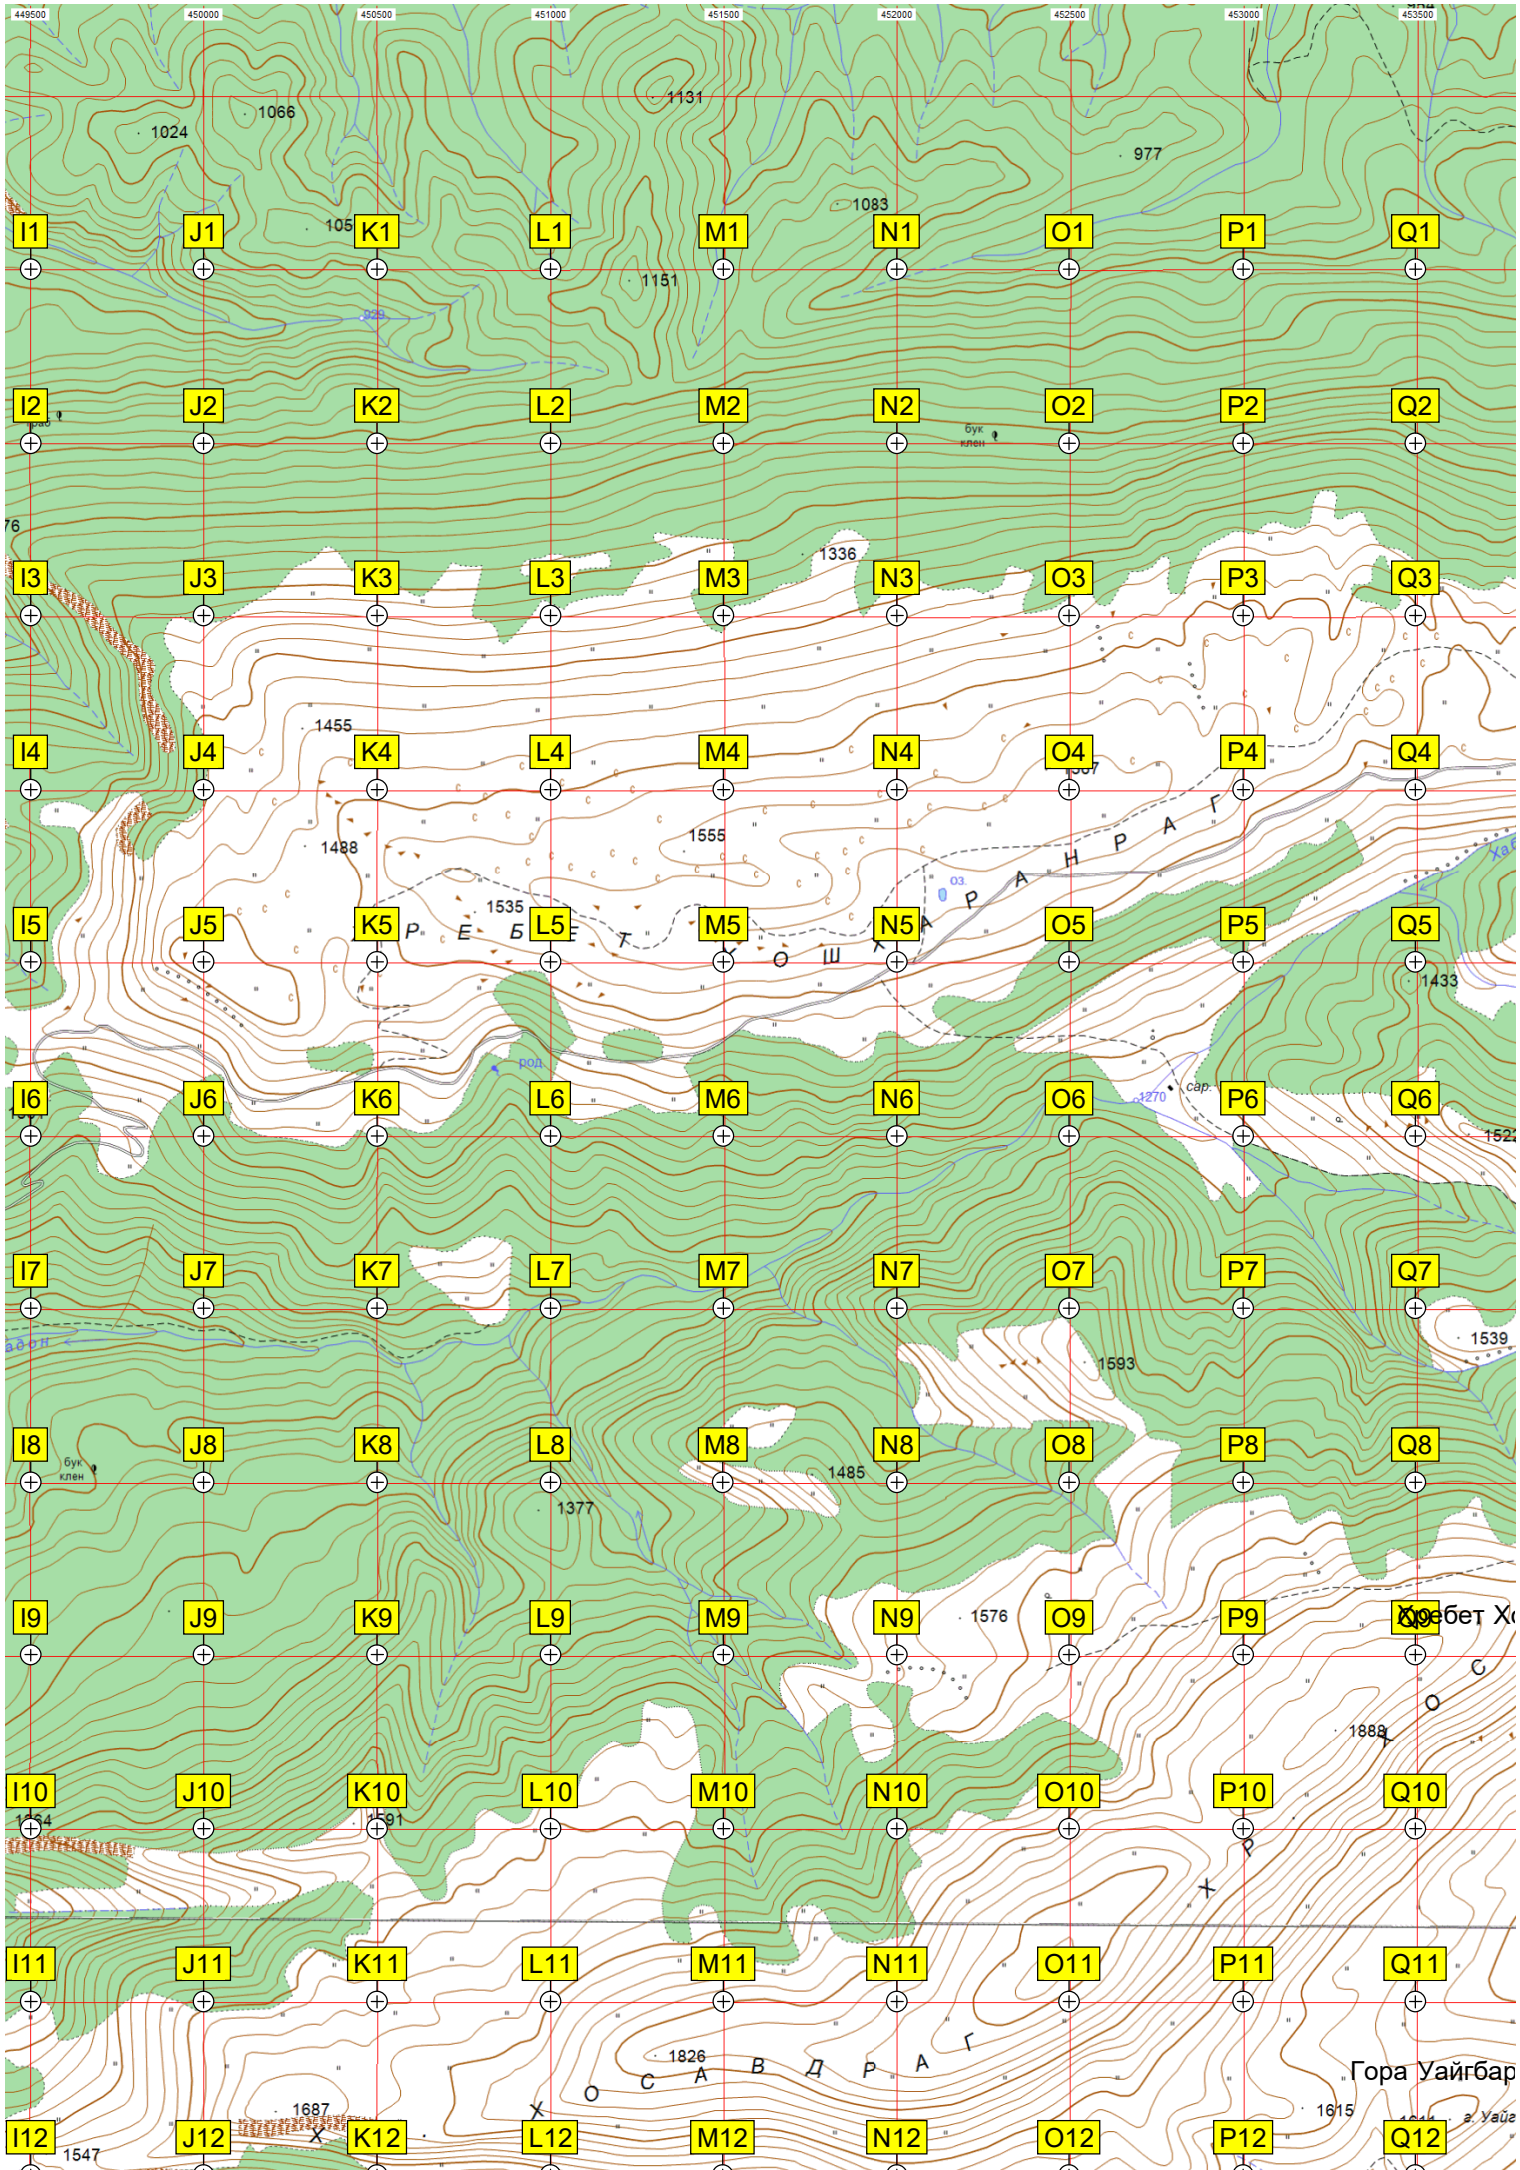 449500 450000 450500 451000 451500 452000 452500 453000 453500
1131
1066
1024
977
1083
105
I1 J1 K1 L1 M1 N1 O1 P1 Q1
1151
929
I2 J2 K2 L2 M2 N2 O2 P2 Q2
бук
клен
76
1336
I3 J3 K3 L3 M3 N3 O3 P3 Q3
1455
I4 J4 K4 L4 M4 N4 O4 P4 Q4
1555
1488
оз.
1535
I5 J5 K5 L5 M5 N5 O5 P5 Q5
Р Е Б Е Т
О Ш К А Р А Н Р А Г
1433
род.
сар.
1270
I6 J6 K6 L6 M6 N6 O6 P6 Q6
1522
I7 J7 K7 L7 M7 N7 O7 P7 Q7
адон
1539
1593
I8 J8 K8 L8 M8 N8 O8 P8 Q8
бук
клен
1485
1377
I9 J9 K9 L9 M9 N9 O9 P9
1576
Хребет Хо
1888
I10 J10 K10 L10 M10 N10 O10 P10 Q10
I11 J11 K11 L11 M11 N11 O11 P11 Q11
1826
Х О С А В Д Р А Г
Х Р Х О С
Гора Уайгбар
1687
1615
г. Уайг
I12 J12 K12 L12 M12 N12 O12 P12 Q12
1547